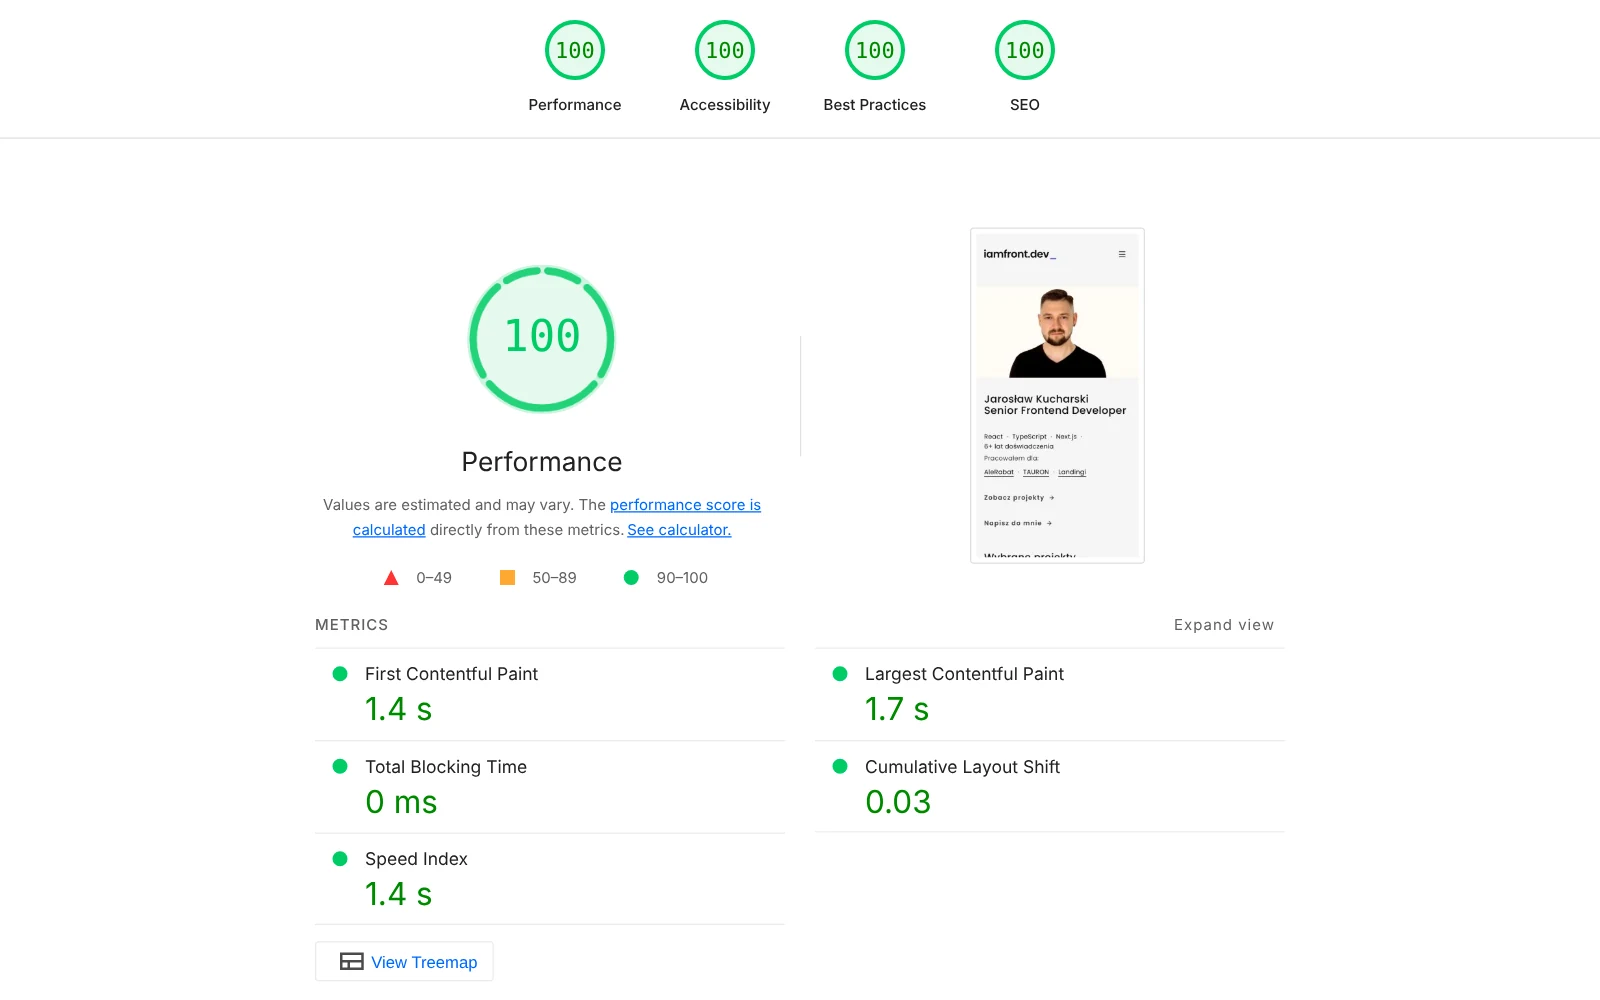 100
100
100
100
Performance
Accessibility
Best Practices
SEO
100
Performance
Values are estimated and may vary. The performance score is
calculated directly from these metrics. See calculator.
0–49
50–89
90–100
iamfront.dev_
Jarosław Kucharski
Senior Frontend Developer
React · TypeScript · Next.js ·
6+ lat doświadczenia
Pracowałem dla:
AleRabat · TAURON · Landingi
Zobacz projekty →
Napisz do mnie →
Wybrane projekty
METRICS
Expand view
First Contentful Paint
1.4 s
Largest Contentful Paint
1.7 s
Total Blocking Time
0 ms
Cumulative Layout Shift
0.03
Speed Index
1.4 s
View Treemap